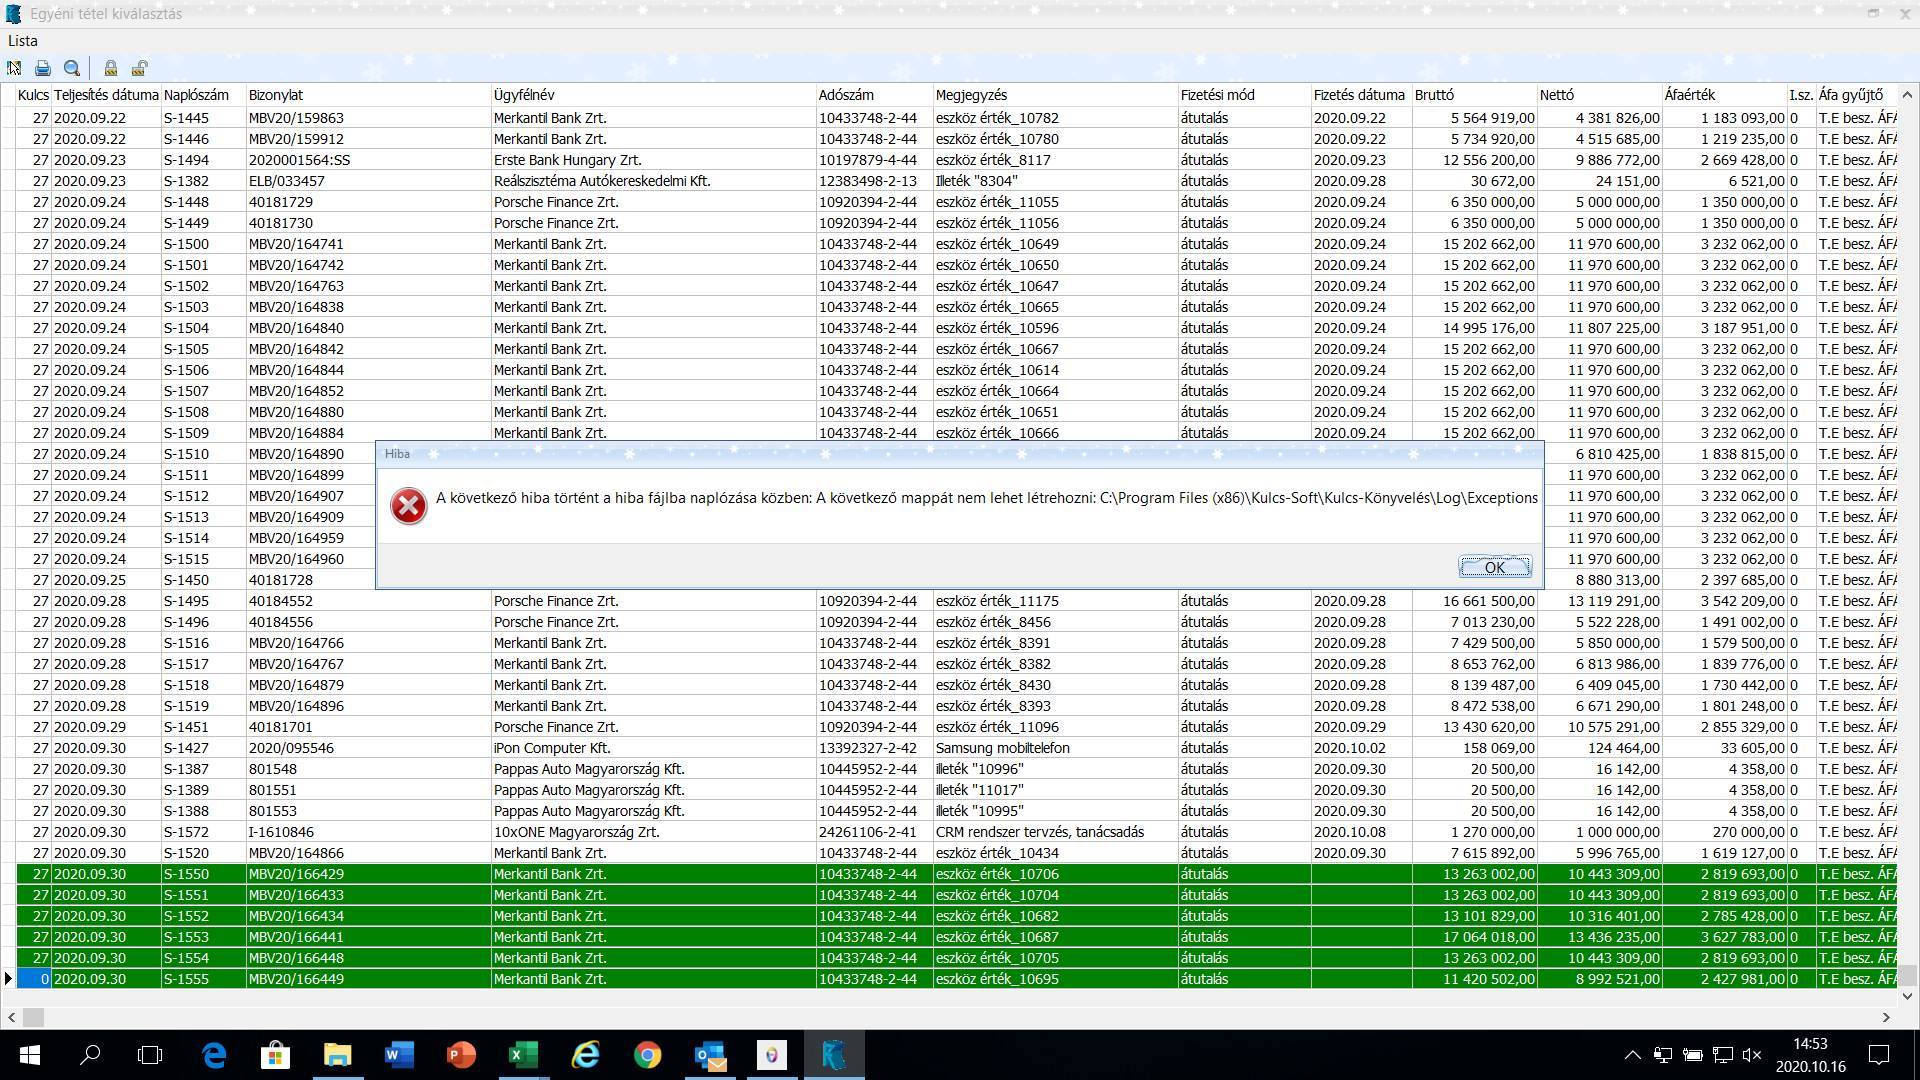 Egyéni tétel kiválasztás
Lista
Kulcs Teljesítés dátuma Naplószám Bizonylat Ügyfélnév Adószám Megjegyzés Fizetési mód Fizetés dátuma Bruttó Nettó Áfaérték I.sz. Áfa gyűjtő
27 2020.09.22 S-1445 MBV20/159863 Merkantil Bank Zrt. 10433748-2-44 eszköz érték_10782 átutalás 2020.09.22 5 564 919,00 4 381 826,00 1 183 093,00 0 T.E besz. ÁFA
27 2020.09.22 S-1446 MBV20/159912 Merkantil Bank Zrt. 10433748-2-44 eszköz érték_10780 átutalás 2020.09.22 5 734 920,00 4 515 685,00 1 219 235,00 0 T.E besz. ÁFA
27 2020.09.23 S-1494 2020001564:SS Erste Bank Hungary Zrt. 10197879-4-44 eszköz érték_8117 átutalás 2020.09.23 12 556 200,00 9 886 772,00 2 669 428,00 0 T.E besz. ÁFA
27 2020.09.23 S-1382 ELB/033457 Reálszisztéma Autókereskedelmi Kft. 12383498-2-13 Illeték "8304" átutalás 2020.09.28 30 672,00 24 151,00 6 521,00 0 T.E besz. ÁFA
27 2020.09.24 S-1448 40181729 Porsche Finance Zrt. 10920394-2-44 eszköz érték_11055 átutalás 2020.09.24 6 350 000,00 5 000 000,00 1 350 000,00 0 T.E besz. ÁFA
27 2020.09.24 S-1449 40181730 Porsche Finance Zrt. 10920394-2-44 eszköz érték_11056 átutalás 2020.09.24 6 350 000,00 5 000 000,00 1 350 000,00 0 T.E besz. ÁFA
27 2020.09.24 S-1500 MBV20/164741 Merkantil Bank Zrt. 10433748-2-44 eszköz érték_10649 átutalás 2020.09.24 15 202 662,00 11 970 600,00 3 232 062,00 0 T.E besz. ÁFA
27 2020.09.24 S-1501 MBV20/164742 Merkantil Bank Zrt. 10433748-2-44 eszköz érték_10650 átutalás 2020.09.24 15 202 662,00 11 970 600,00 3 232 062,00 0 T.E besz. ÁFA
27 2020.09.24 S-1502 MBV20/164763 Merkantil Bank Zrt. 10433748-2-44 eszköz érték_10647 átutalás 2020.09.24 15 202 662,00 11 970 600,00 3 232 062,00 0 T.E besz. ÁFA
27 2020.09.24 S-1503 MBV20/164838 Merkantil Bank Zrt. 10433748-2-44 eszköz érték_10665 átutalás 2020.09.24 15 202 662,00 11 970 600,00 3 232 062,00 0 T.E besz. ÁFA
27 2020.09.24 S-1504 MBV20/164840 Merkantil Bank Zrt. 10433748-2-44 eszköz érték_10596 átutalás 2020.09.24 14 995 176,00 11 807 225,00 3 187 951,00 0 T.E besz. ÁFA
27 2020.09.24 S-1505 MBV20/164842 Merkantil Bank Zrt. 10433748-2-44 eszköz érték_10667 átutalás 2020.09.24 15 202 662,00 11 970 600,00 3 232 062,00 0 T.E besz. ÁFA
27 2020.09.24 S-1506 MBV20/164844 Merkantil Bank Zrt. 10433748-2-44 eszköz érték_10614 átutalás 2020.09.24 15 202 662,00 11 970 600,00 3 232 062,00 0 T.E besz. ÁFA
27 2020.09.24 S-1507 MBV20/164852 Merkantil Bank Zrt. 10433748-2-44 eszköz érték_10664 átutalás 2020.09.24 15 202 662,00 11 970 600,00 3 232 062,00 0 T.E besz. ÁFA
27 2020.09.24 S-1508 MBV20/164880 Merkantil Bank Zrt. 10433748-2-44 eszköz érték_10651 átutalás 2020.09.24 15 202 662,00 11 970 600,00 3 232 062,00 0 T.E besz. ÁFA
27 2020.09.24 S-1509 MBV20/164884 Merkantil Bank Zrt. 10433748-2-44 eszköz érték_10666 átutalás 2020.09.24 15 202 662,00 11 970 600,00 3 232 062,00 0 T.E besz. ÁFA
27 2020.09.24 S-1510 MBV20/164890 6 810 425,00 1 838 815,00 0 T.E besz. ÁFA
27 2020.09.24 S-1511 MBV20/164899 11 970 600,00 3 232 062,00 0 T.E besz. ÁFA
27 2020.09.24 S-1512 MBV20/164907 11 970 600,00 3 232 062,00 0 T.E besz. ÁFA
27 2020.09.24 S-1513 MBV20/164909 11 970 600,00 3 232 062,00 0 T.E besz. ÁFA
27 2020.09.24 S-1514 MBV20/164959 11 970 600,00 3 232 062,00 0 T.E besz. ÁFA
27 2020.09.24 S-1515 MBV20/164960 11 970 600,00 3 232 062,00 0 T.E besz. ÁFA
27 2020.09.25 S-1450 40181728 8 880 313,00 2 397 685,00 0 T.E besz. ÁFA
Hiba
A következő hiba történt a hiba fájlba naplózása közben: A következő mappát nem lehet létrehozni: C:\Program Files (x86)\Kulcs-Soft\Kulcs-Könyvelés\Log\Exceptions
OK
27 2020.09.28 S-1495 40184552 Porsche Finance Zrt. 10920394-2-44 eszköz érték_11175 átutalás 2020.09.28 16 661 500,00 13 119 291,00 3 542 209,00 0 T.E besz. ÁFA
27 2020.09.28 S-1496 40184556 Porsche Finance Zrt. 10920394-2-44 eszköz érték_8456 átutalás 2020.09.28 7 013 230,00 5 522 228,00 1 491 002,00 0 T.E besz. ÁFA
27 2020.09.28 S-1516 MBV20/164766 Merkantil Bank Zrt. 10433748-2-44 eszköz érték_8391 átutalás 2020.09.28 7 429 500,00 5 850 000,00 1 579 500,00 0 T.E besz. ÁFA
27 2020.09.28 S-1517 MBV20/164767 Merkantil Bank Zrt. 10433748-2-44 eszköz érték_8382 átutalás 2020.09.28 8 653 762,00 6 813 986,00 1 839 776,00 0 T.E besz. ÁFA
27 2020.09.28 S-1518 MBV20/164879 Merkantil Bank Zrt. 10433748-2-44 eszköz érték_8430 átutalás 2020.09.28 8 139 487,00 6 409 045,00 1 730 442,00 0 T.E besz. ÁFA
27 2020.09.28 S-1519 MBV20/164896 Merkantil Bank Zrt. 10433748-2-44 eszköz érték_8393 átutalás 2020.09.28 8 472 538,00 6 671 290,00 1 801 248,00 0 T.E besz. ÁFA
27 2020.09.29 S-1451 40181701 Porsche Finance Zrt. 10920394-2-44 eszköz érték_11096 átutalás 2020.09.29 13 430 620,00 10 575 291,00 2 855 329,00 0 T.E besz. ÁFA
27 2020.09.30 S-1427 2020/095546 iPon Computer Kft. 13392327-2-42 Samsung mobiltelefon átutalás 2020.10.02 158 069,00 124 464,00 33 605,00 0 T.E besz. ÁFA
27 2020.09.30 S-1387 801548 Pappas Auto Magyarország Kft. 10445952-2-44 illeték "10996" átutalás 2020.09.30 20 500,00 16 142,00 4 358,00 0 T.E besz. ÁFA
27 2020.09.30 S-1389 801551 Pappas Auto Magyarország Kft. 10445952-2-44 illeték "11017" átutalás 2020.09.30 20 500,00 16 142,00 4 358,00 0 T.E besz. ÁFA
27 2020.09.30 S-1388 801553 Pappas Auto Magyarország Kft. 10445952-2-44 illeték "10995" átutalás 2020.09.30 20 500,00 16 142,00 4 358,00 0 T.E besz. ÁFA
27 2020.09.30 S-1572 I-1610846 10xONE Magyarország Zrt. 24261106-2-41 CRM rendszer tervzés, tanácsadás átutalás 2020.10.08 1 270 000,00 1 000 000,00 270 000,00 0 T.E besz. ÁFA
27 2020.09.30 S-1520 MBV20/164866 Merkantil Bank Zrt. 10433748-2-44 eszköz érték_10434 átutalás 2020.09.30 7 615 892,00 5 996 765,00 1 619 127,00 0 T.E besz. ÁFA
27 2020.09.30 S-1550 MBV20/166429 Merkantil Bank Zrt. 10433748-2-44 eszköz érték_10706 átutalás 13 263 002,00 10 443 309,00 2 819 693,00 0 T.E besz. ÁFA
27 2020.09.30 S-1551 MBV20/166433 Merkantil Bank Zrt. 10433748-2-44 eszköz érték_10704 átutalás 13 263 002,00 10 443 309,00 2 819 693,00 0 T.E besz. ÁFA
27 2020.09.30 S-1552 MBV20/166434 Merkantil Bank Zrt. 10433748-2-44 eszköz érték_10682 átutalás 13 101 829,00 10 316 401,00 2 785 428,00 0 T.E besz. ÁFA
27 2020.09.30 S-1553 MBV20/166441 Merkantil Bank Zrt. 10433748-2-44 eszköz érték_10687 átutalás 17 064 018,00 13 436 235,00 3 627 783,00 0 T.E besz. ÁFA
27 2020.09.30 S-1554 MBV20/166448 Merkantil Bank Zrt. 10433748-2-44 eszköz érték_10705 átutalás 13 263 002,00 10 443 309,00 2 819 693,00 0 T.E besz. ÁFA
0 2020.09.30 S-1555 MBV20/166449 Merkantil Bank Zrt. 10433748-2-44 eszköz érték_10695 átutalás 11 420 502,00 8 992 521,00 2 427 981,00 0 T.E besz. ÁFA
14:53
2020.10.16